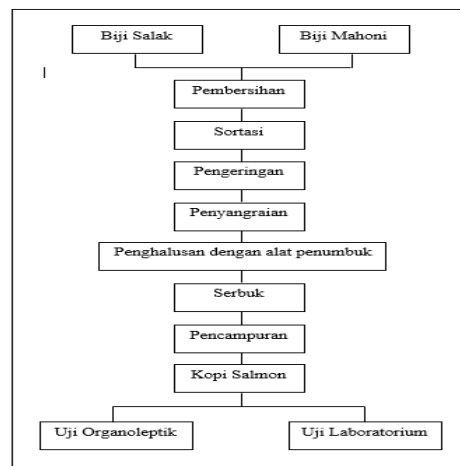 Biji Salak
Biji Mahoni
Pembersihan
Sortasi
Pengeringan
Penyangraian
Penghalusan dengan alat penumbuk
Serbuk
Pencampuran
Kopi Salmon
Uji Organoleptik
Uji Laboratorium